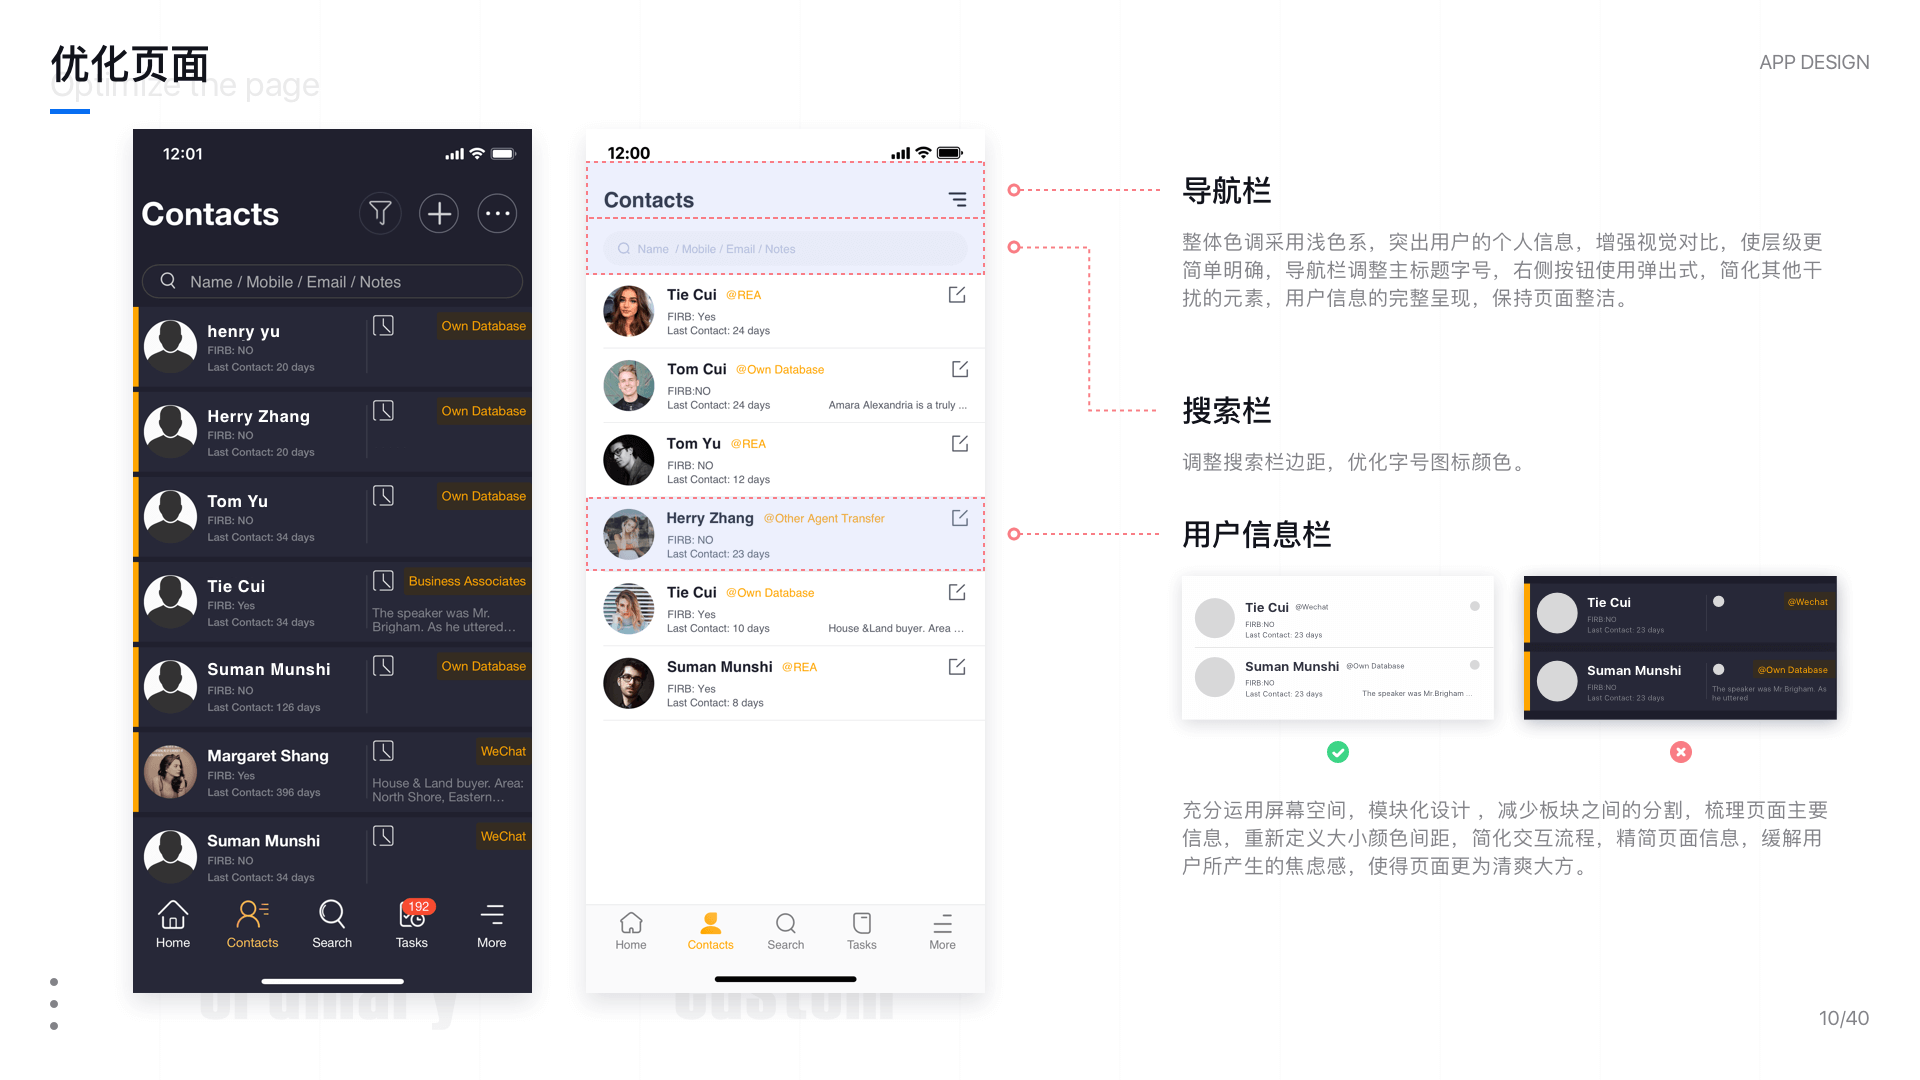 优化页面
Optimize the page
APP DESIGN
12:01
Contacts
Name / Mobile / Email / Notes
henry yu
Own Database
FIRB: NO
Last Contact: 20 days
Herry Zhang
Own Database
FIRB: NO
Last Contact: 20 days
Tom Yu
Own Database
FIRB: NO
Last Contact: 34 days
Tie Cui
Business Associates
FIRB: Yes
Last Contact: 34 days
The speaker was Mr.
Brigham. As he uttered...
Suman Munshi
Own Database
FIRB: NO
Last Contact: 126 days
Margaret Shang
WeChat
FIRB: Yes
Last Contact: 396 days
House & Land buyer. Area:
North Shore, Eastern...
Suman Munshi
WeChat
FIRB: NO
Last Contact: 34 days
192
Home
Contacts
Search
Tasks
More
ordinary
12:00
Contacts
Name / Mobile / Email / Notes
Tie Cui @REA
FIRB: Yes
Last Contact: 24 days
Tom Cui @Own Database
FIRB:NO
Last Contact: 24 days
Amara Alexandria is a truly ...
Tom Yu @REA
FIRB: NO
Last Contact: 12 days
Herry Zhang @Other Agent Transfer
FIRB: NO
Last Contact: 23 days
Tie Cui @Own Database
FIRB: Yes
Last Contact: 10 days
House &Land buyer. Area ...
Suman Munshi @REA
FIRB: Yes
Last Contact: 8 days
Home
Contacts
Search
Tasks
More
custom
导航栏
整体色调采用浅色系，突出用户的个人信息，增强视觉对比，使层级更
简单明确，导航栏调整主标题字号，右侧按钮使用弹出式，简化其他干
扰的元素，用户信息的完整呈现，保持页面整洁。
搜索栏
调整搜索栏边距，优化字号图标颜色。
用户信息栏
Tie Cui @Wechat
FIRB:NO
Last Contact: 23 days
Suman Munshi @Own Database
FIRB:NO
Last Contact: 23 days
The speaker was Mr.Brigham ...
Tie Cui
@Wechat
FIRB:NO
Last Contact: 23 days
Suman Munshi
@Own Database
FIRB:NO
Last Contact: 23 days
The speaker was Mr.Brigham. As
he uttered
充分运用屏幕空间，模块化设计 ，减少板块之间的分割，梳理页面主要
信息，重新定义大小颜色间距，简化交互流程，精简页面信息，缓解用
户所产生的焦虑感，使得页面更为清爽大方。
10/40